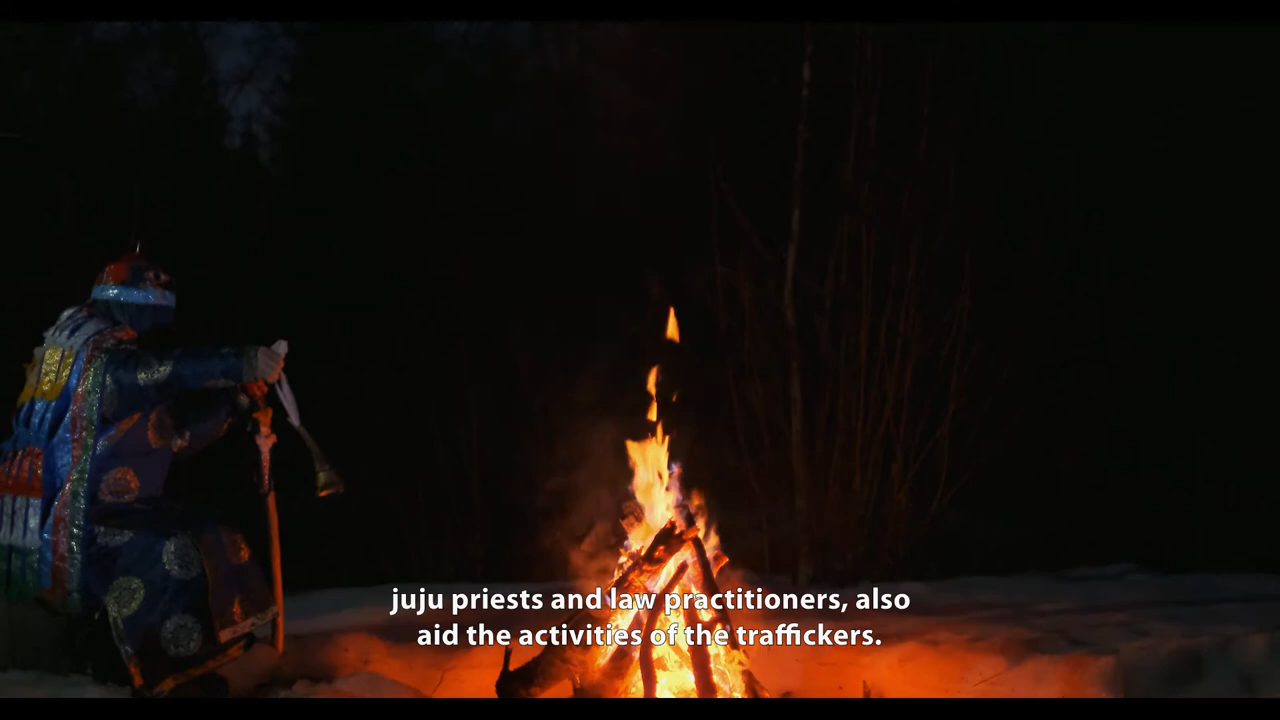 juju priests and law practitioners, also
aid the activities of the traffickers.